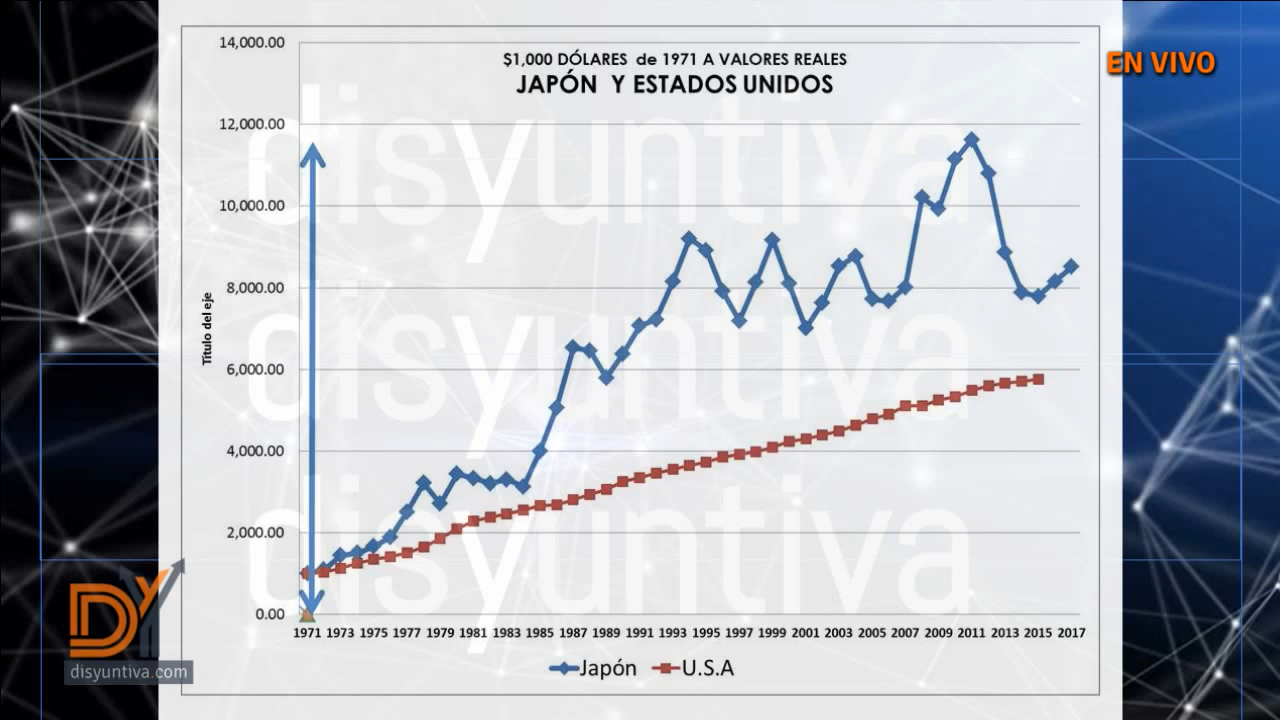 EN VIVO
$1,000 DÓLARES de 1971 A VALORES REALES
JAPÓN Y ESTADOS UNIDOS
14,000.00
12,000.00
10,000.00
8,000.00
6,000.00
4,000.00
2,000.00
0.00
Título del eje
disyuntiva
disyuntiva
disyuntiva
1971 1973 1975 1977 1979 1981 1983 1985 1987 1989 1991 1993 1995 1997 1999 2001 2003 2005 2007 2009 2011 2013 2015 2017
Japón U.S.A
DY
disyuntiva.com